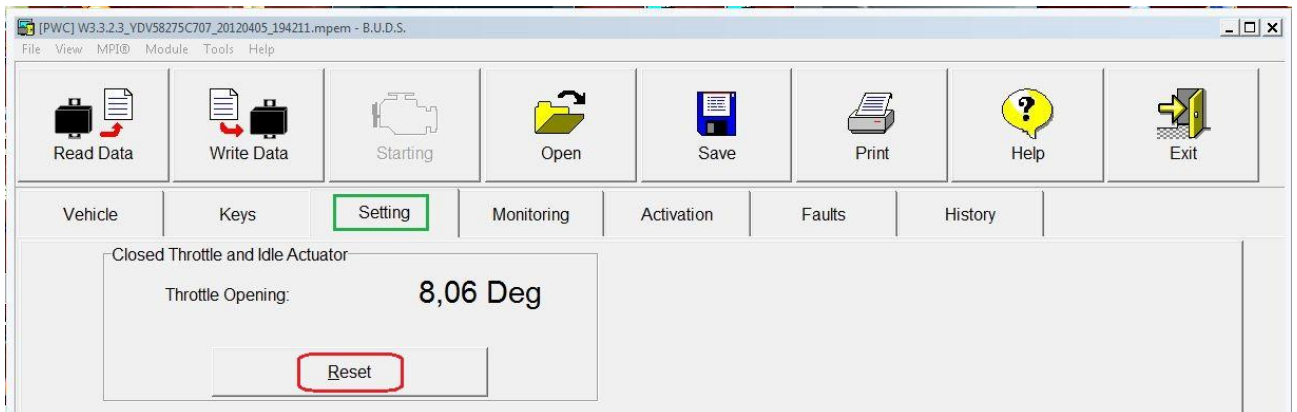 [PWC] W3.3.2.3_YDV58275C707_20120405_194211.mpem - B.U.D.S.
File View MPI® Module Tools Help
Read Data Write Data Starting Open Save Print Help Exit
Vehicle Keys Setting Monitoring Activation Faults History
Closed Throttle and Idle Actuator
Throttle Opening: 8,06 Deg
Reset